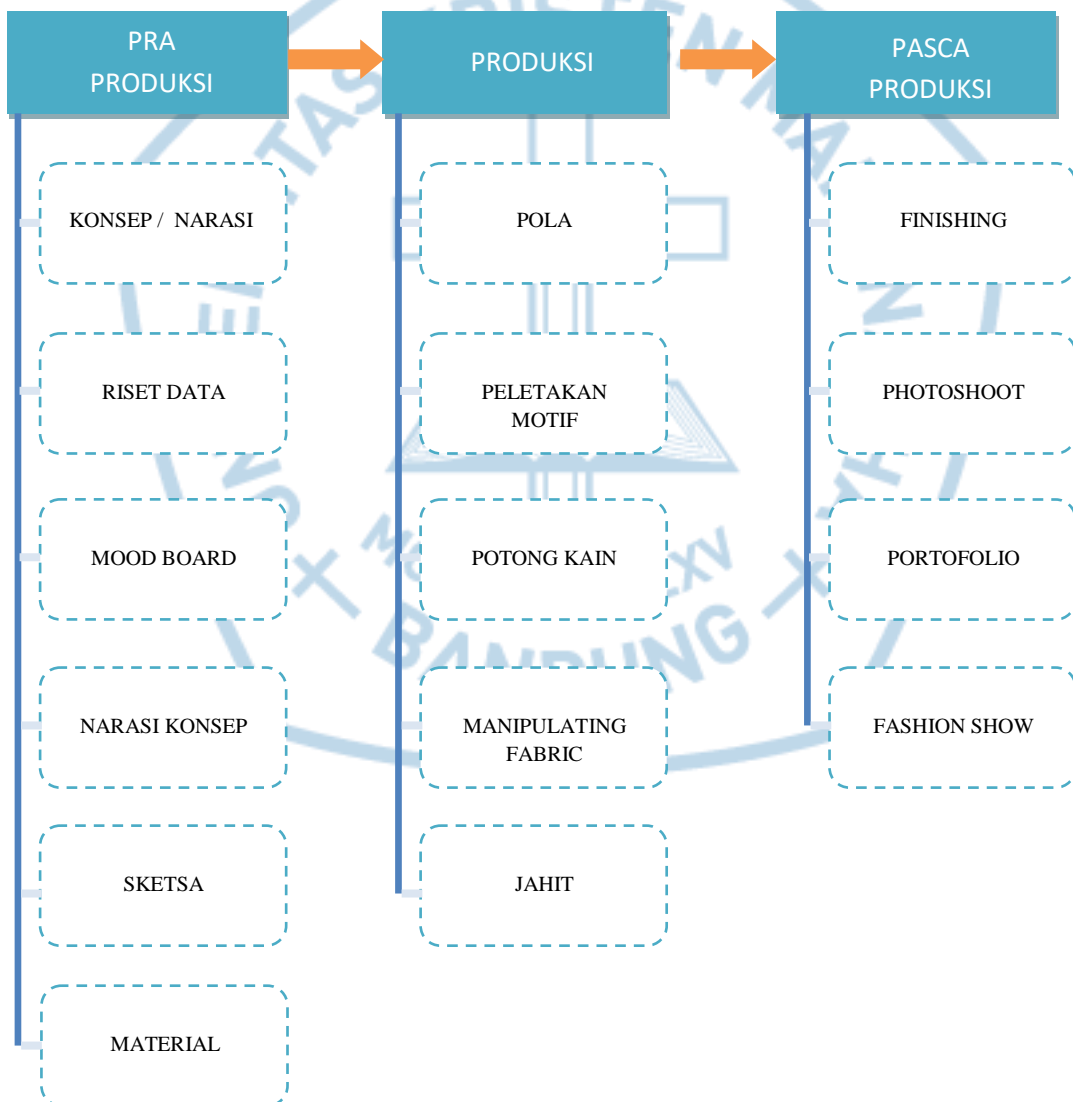 PRA
PRODUKSI
KONSEP / NARASI
RISET DATA
MOOD BOARD
NARASI KONSEP
SKETSA
MATERIAL
PRODUKSI
POLA
PELETAKAN
MOTIF
POTONG KAIN
MANIPULATING
FABRIC
JAHIT
PASCA
PRODUKSI
FINISHING
PHOTOSHOOT
PORTOFOLIO
FASHION SHOW
BANDUNG